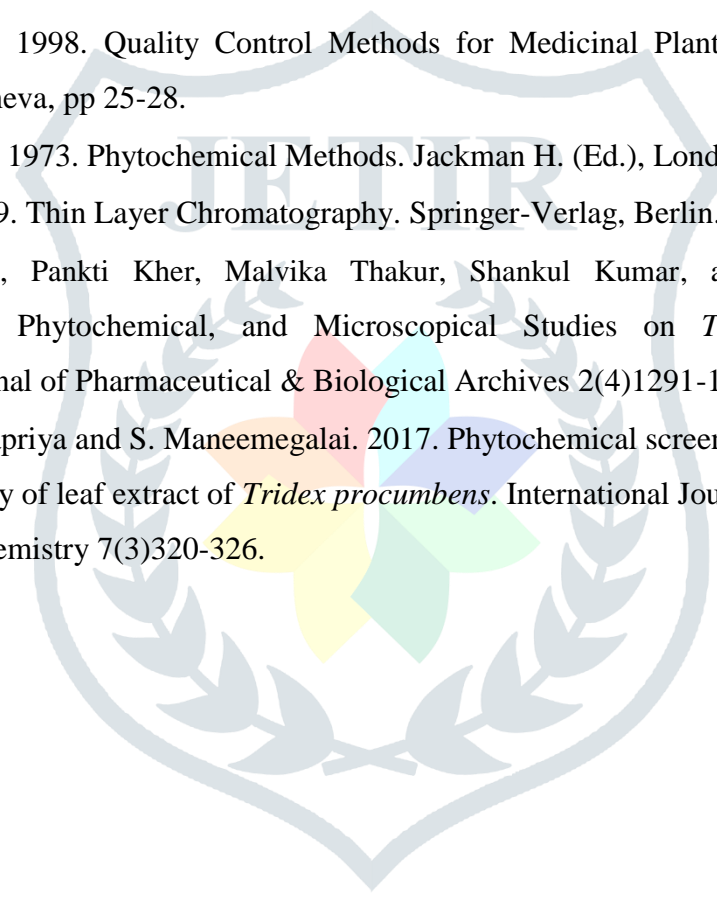 1998. Quality Control Methods for Medicinal Plant
neva, pp 25-28.
1973. Phytochemical Methods. Jackman H. (Ed.), Lond
9. Thin Layer Chromatography. Springer-Verlag, Berlin.
, Pankti Kher, Malvika Thakur, Shankul Kumar, a
Phytochemical, and Microscopical Studies on T
nal of Pharmaceutical & Biological Archives 2(4)1291-1
apriya and S. Maneemegalai. 2017. Phytochemical screen
y of leaf extract of Tridex procumbens. International Jou
emistry 7(3)320-326.
JETIR